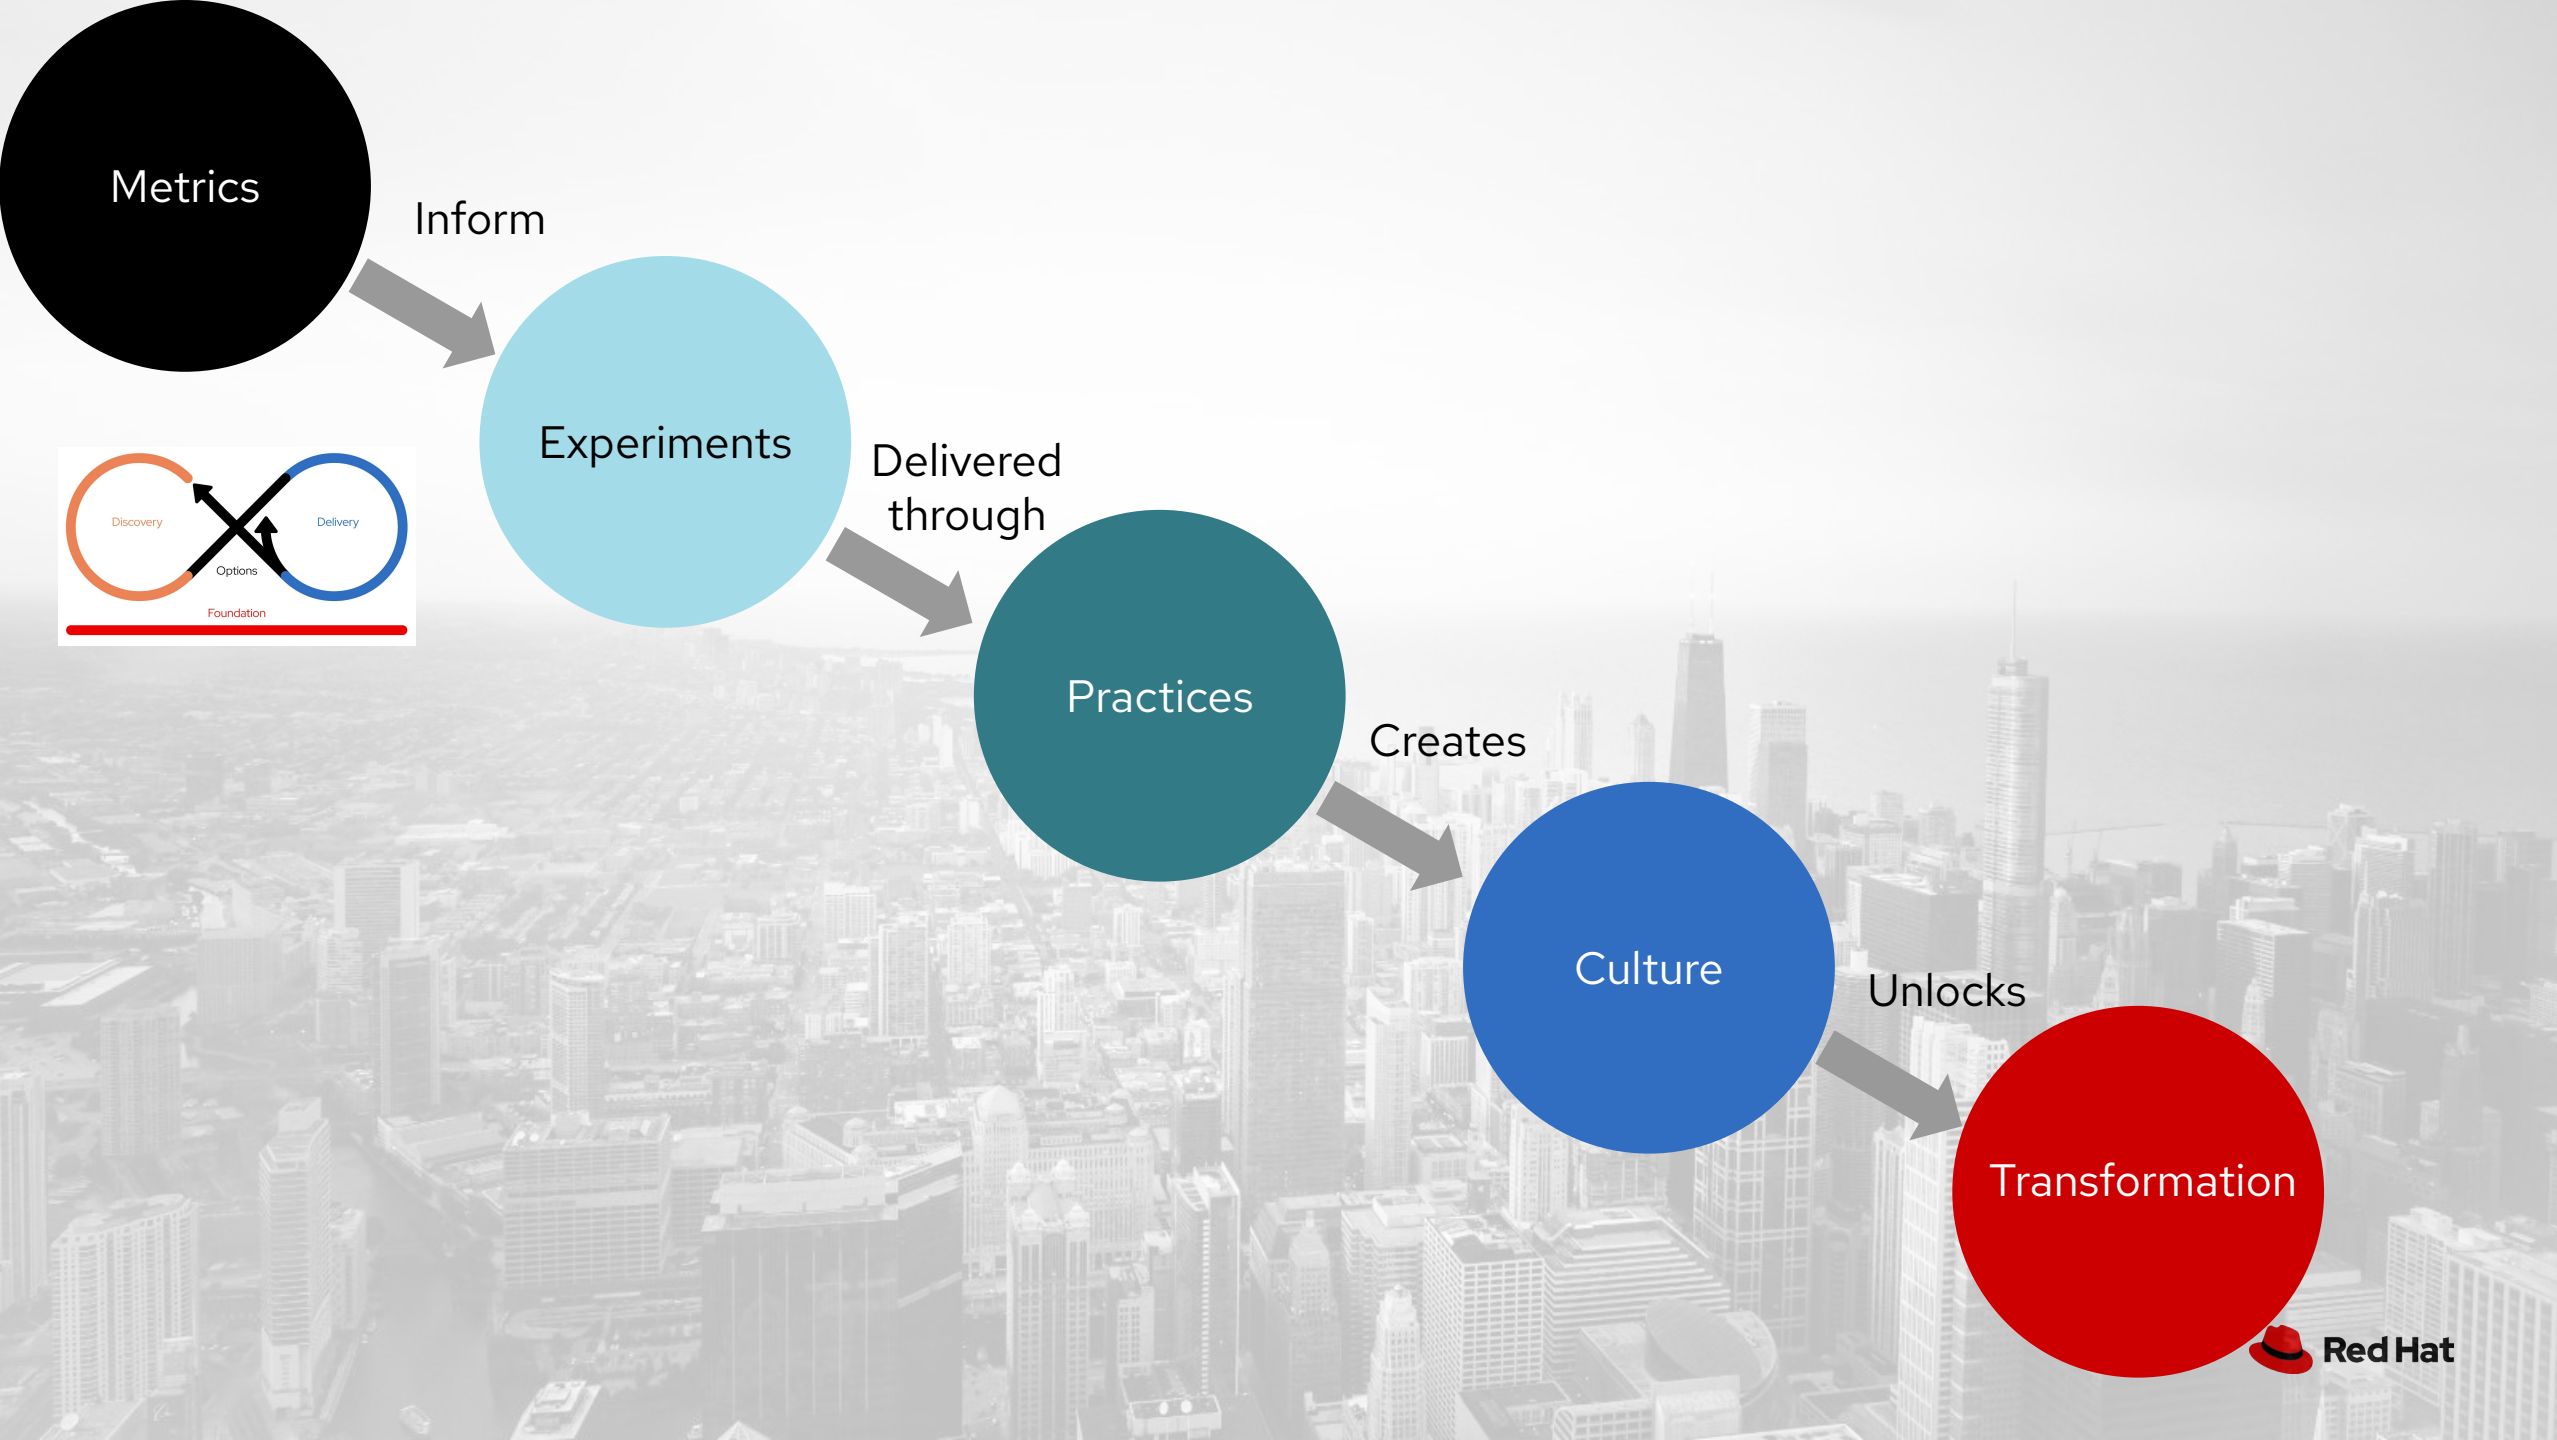 Metrics
Inform
Experiments
Delivered
through
Discovery
Delivery
Options
Foundation
Practices
Creates
Culture
Unlocks
Transformation
Red Hat